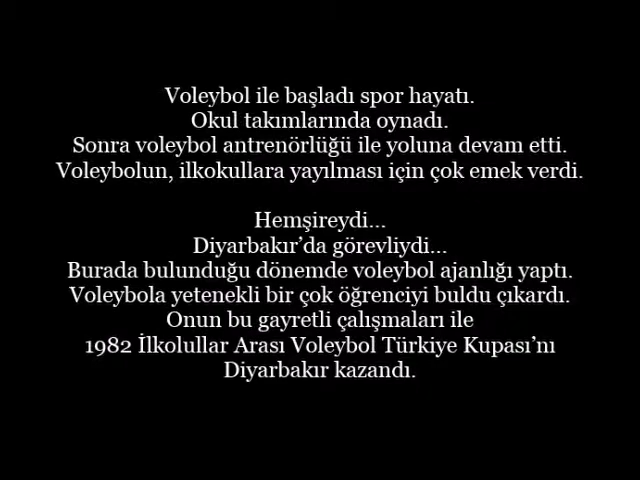 Voleybol ile başladı spor hayatı.
Okul takımlarında oynadı.
Sonra voleybol antrenörlüğü ile yoluna devam etti.
Voleybolun, ilkokullara yayılması için çok emek verdi.
Hemşireydi...
Diyarbakır’da görevliydi...
Burada bulunduğu dönemde voleybol ajanlığı yaptı.
Voleybola yetenekli bir çok öğrenciyi buldu çıkardı.
Onun bu gayretli çalışmaları ile
1982 İlkolullar Arası Voleybol Türkiye Kupası’nı
Diyarbakır kazandı.